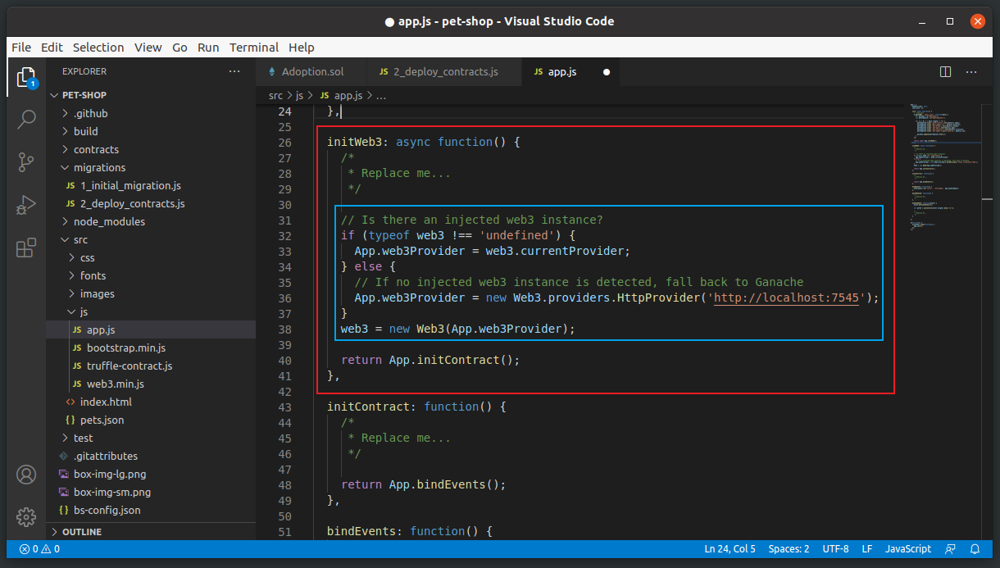 ● app.js - pet-shop - Visual Studio Code
File Edit Selection View Go Run Terminal Help
1
EXPLORER
PET-SHOP
.github
build
contracts
migrations
JS 1_initial_migration.js
JS 2_deploy_contracts.js
node_modules
src
css
fonts
images
js
JS app.js
JS bootstrap.min.js
JS truffle-contract.js
JS web3.min.js
<> index.html
{} pets.json
test
.gitattributes
box-img-lg.png
box-img-sm.png
{} bs-config.json
OUTLINE
Adoption.sol JS 2_deploy_contracts.js JS app.js ●
src > js > JS app.js > ...
24 },
25
26 initWeb3: async function() {
27 /*
28 * Replace me...
29 */
30
31 // Is there an injected web3 instance?
32 if (typeof web3 !== 'undefined') {
33 App.web3Provider = web3.currentProvider;
34 } else {
35 // If no injected web3 instance is detected, fall back to Ganache
36 App.web3Provider = new Web3.providers.HttpProvider('http://localhost:7545');
37 }
38 web3 = new Web3(App.web3Provider);
39
40 return App.initContract();
41 },
42
43 initContract: function() {
44 /*
45 * Replace me...
46 */
47
48 return App.bindEvents();
49 },
50
51 bindEvents: function() {
0 0 Ln 24, Col 5 Spaces: 2 UTF-8 LF JavaScript